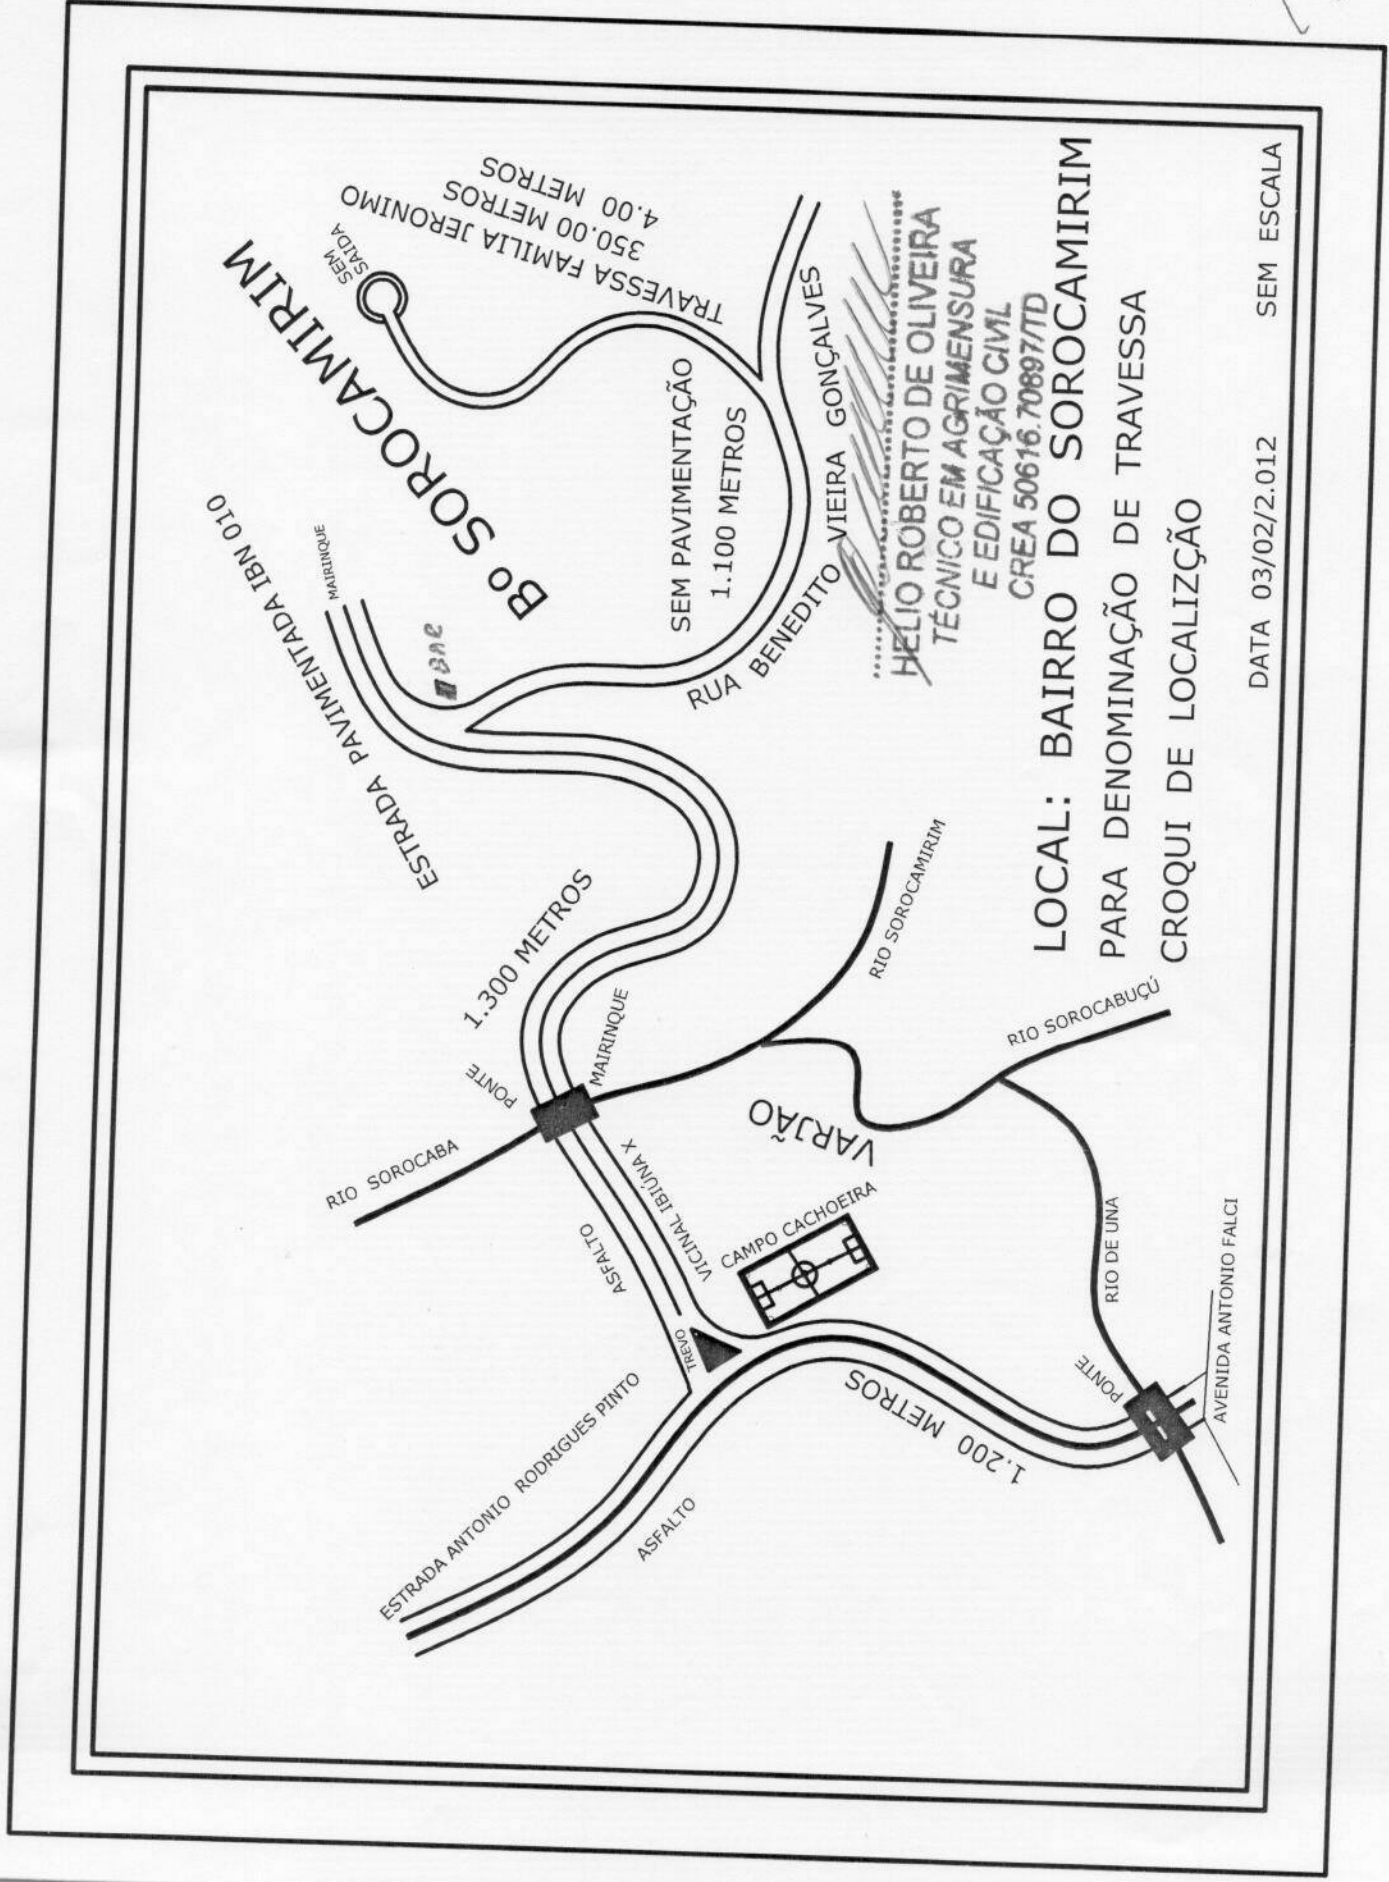 ESTRADA ANTONIO RODRIGUES PINTO
ASFALTO
RIO SOROCABA
PONTE
ASFALTO
TREVO
VICINAL IBIÚNA X
MAIRINQUE
1.300 METROS
ESTRADA PAVIMENTADA IBN 010
MAIRINQUE
BAR
Bº SOROCAMIRIM
SEM
SAIDA
TRAVESSA FAMILIA JERONIMO
350.00 METROS
4.00 METROS
SEM PAVIMENTAÇÃO
1.100 METROS
RUA BENEDITO VIEIRA GONÇALVES
CAMPO CACHOEIRA
VARJÃO
RIO SOROCAMIRIM
RIO SOROCABUÇÚ
RIO DE UNA
1.200 METROS
PONTE
AVENIDA ANTONIO FALCI
HELIO ROBERTO DE OLIVEIRA
TÉCNICO EM AGRIMENSURA
E EDIFICAÇÃO CIVIL
CREA 50616.70897/TD
LOCAL: BAIRRO DO SOROCAMIRIM
PARA DENOMINAÇÃO DE TRAVESSA
CROQUI DE LOCALIZÇÃO
DATA 03/02/2.012 SEM ESCALA